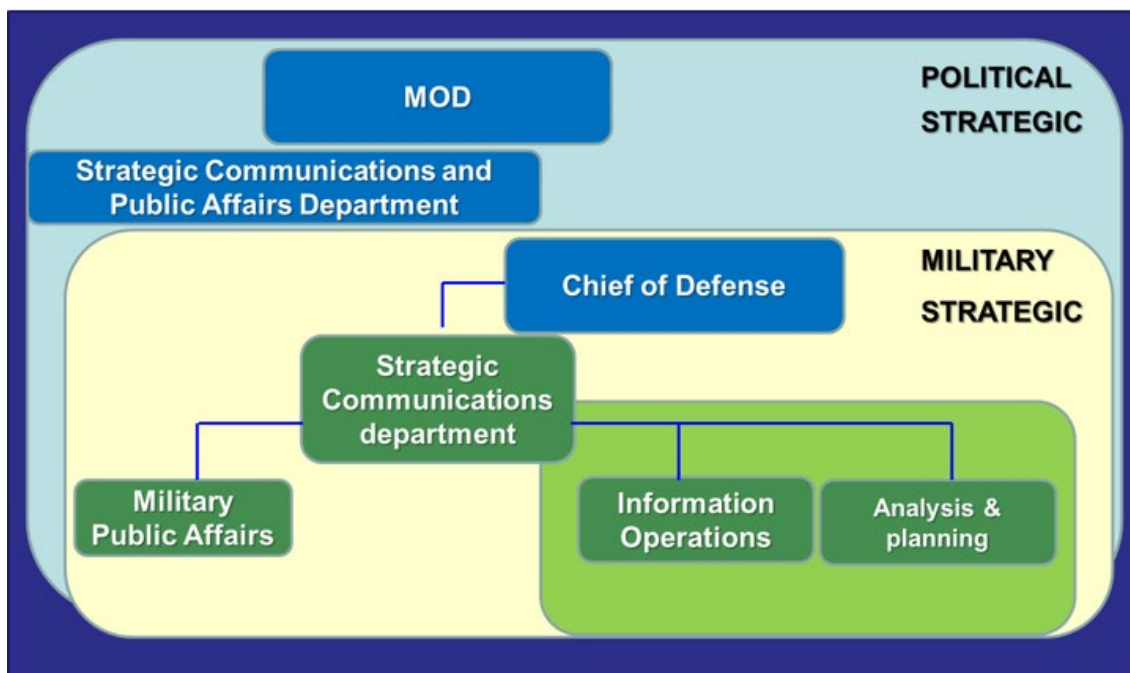 MOD
POLITICAL
STRATEGIC
Strategic Communications and
Public Affairs Department
Chief of Defense
MILITARY
STRATEGIC
Strategic
Communications
department
Military
Public Affairs
Information
Operations
Analysis &
planning